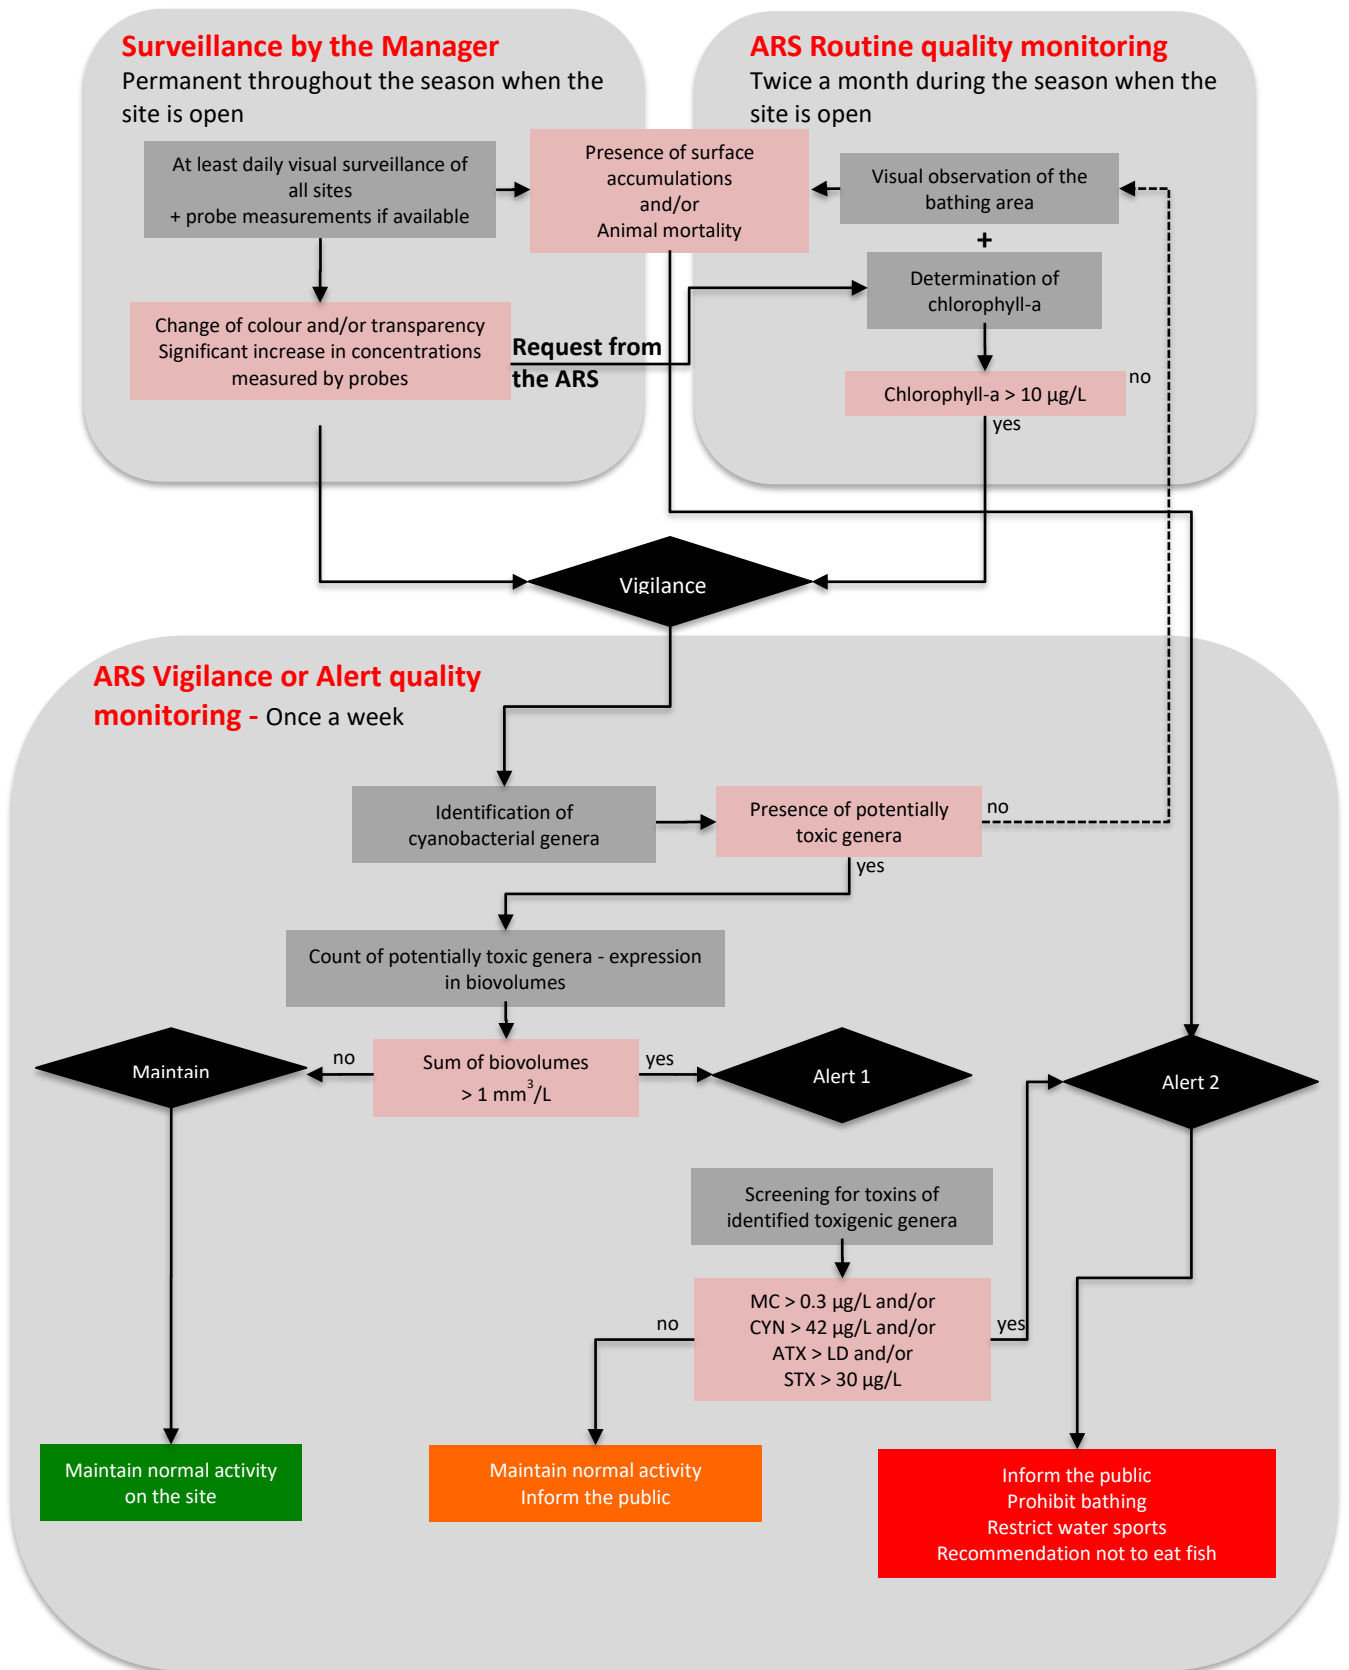 Surveillance by the Manager
Permanent throughout the season when the
site is open
ARS Routine quality monitoring
Twice a month during the season when the
site is open
At least daily visual surveillance of
all sites
+ probe measurements if available
Presence of surface
accumulations
and/or
Animal mortality
Visual observation of the
bathing area
+
Determination of
chlorophyll-a
Change of colour and/or transparency
Significant increase in concentrations
measured by probes
Request from
the ARS
Chlorophyll-a > 10 µg/L
no
yes
Vigilance
ARS Vigilance or Alert quality
monitoring - Once a week
Identification of
cyanobacterial genera
Presence of potentially
toxic genera
no
yes
Count of potentially toxic genera - expression
in biovolumes
Maintain
no
Sum of biovolumes
> 1 mm³/L
yes
Alert 1
Alert 2
Screening for toxins of
identified toxigenic genera
no
MC > 0.3 µg/L and/or
CYN > 42 µg/L and/or
ATX > LD and/or
STX > 30 µg/L
yes
Maintain normal activity
on the site
Maintain normal activity
Inform the public
Inform the public
Prohibit bathing
Restrict water sports
Recommendation not to eat fish